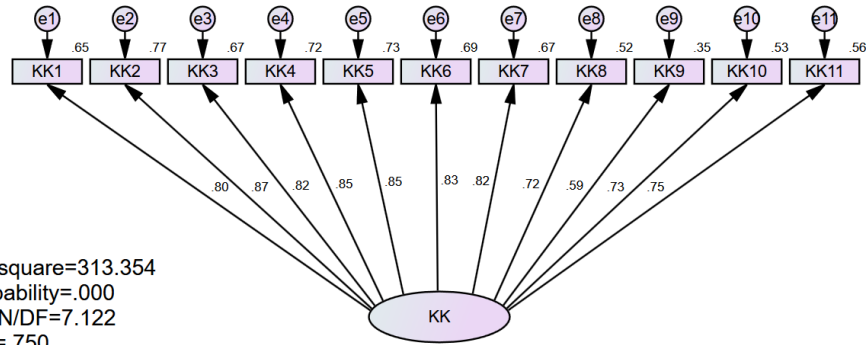 e1 e2 e3 e4 e5 e6 e7 e8 e9 e10 e11
.65 .77 .67 .72 .73 .69 .67 .52 .35 .53 .56
KK1 KK2 KK3 KK4 KK5 KK6 KK7 KK8 KK9 KK10 KK11
.80 .87 .82 .85 .85 .83 .82 .72 .59 .73 .75
square=313.354
ability=.000
N/DF=7.122
=.750
KK